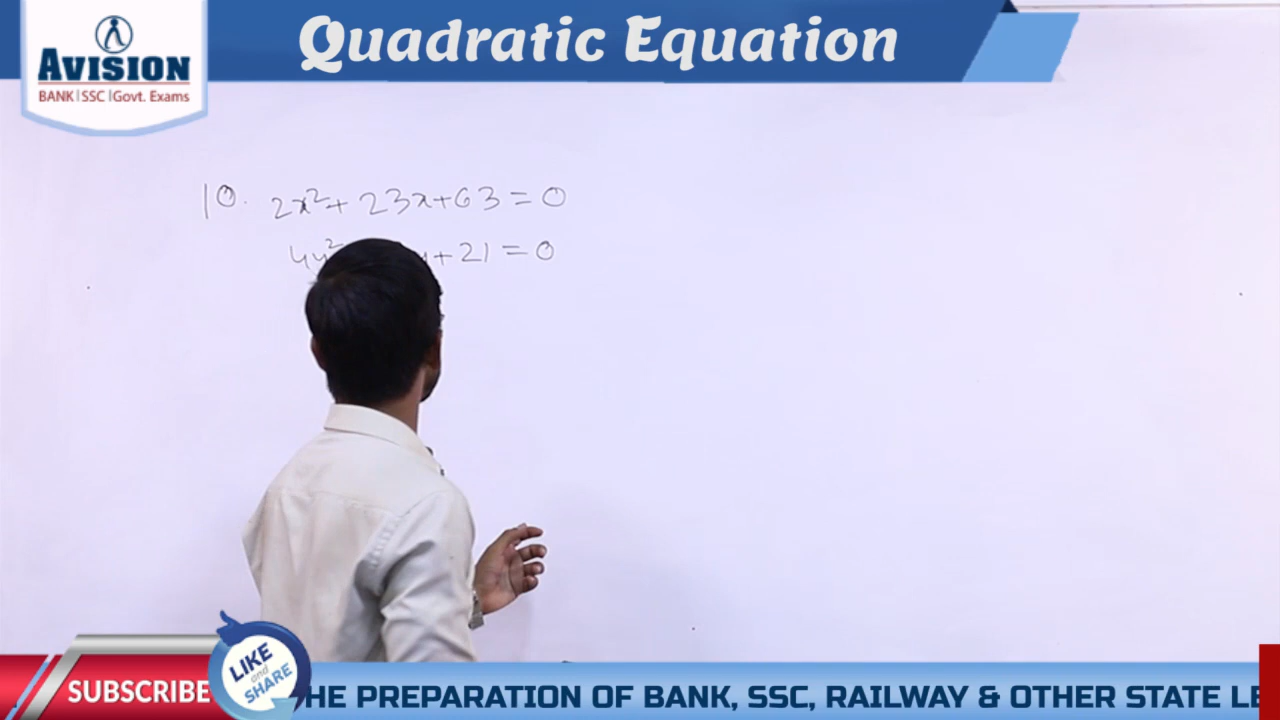 Quadratic Equation
AVISION
BANK | SSC | Govt. Exams
10. 2x²+ 23x+63=0
4y² +21=0
LIKE
and
SHARE
SUBSCRIBE
HE PREPARATION OF BANK, SSC, RAILWAY & OTHER STATE LE